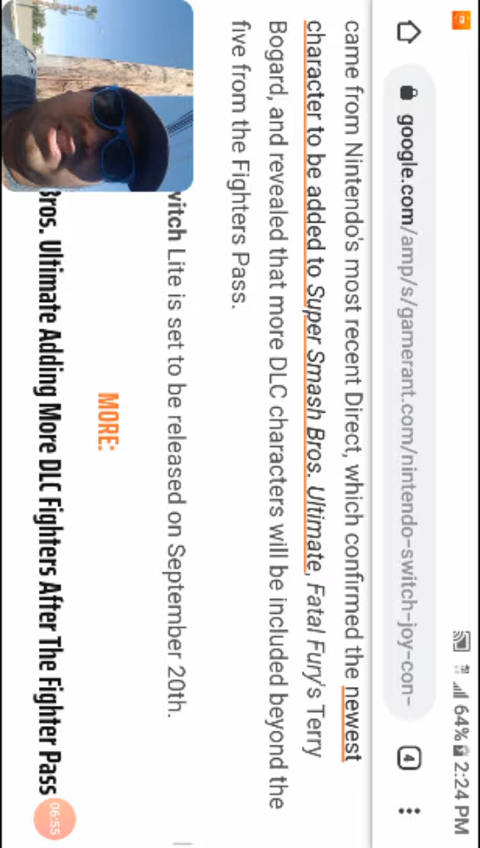 64% 2:24 PM
google.com/amp/s/gamerant.com/nintendo-switch-joy-con-
4
came from Nintendo's most recent Direct, which confirmed the newest
character to be added to Super Smash Bros. Ultimate, Fatal Fury's Terry
Bogard, and revealed that more DLC characters will be included beyond the
five from the Fighters Pass.
witch Lite is set to be released on September 20th.
MORE:
Bros. Ultimate Adding More DLC Fighters After The Fighter Pass
06:55